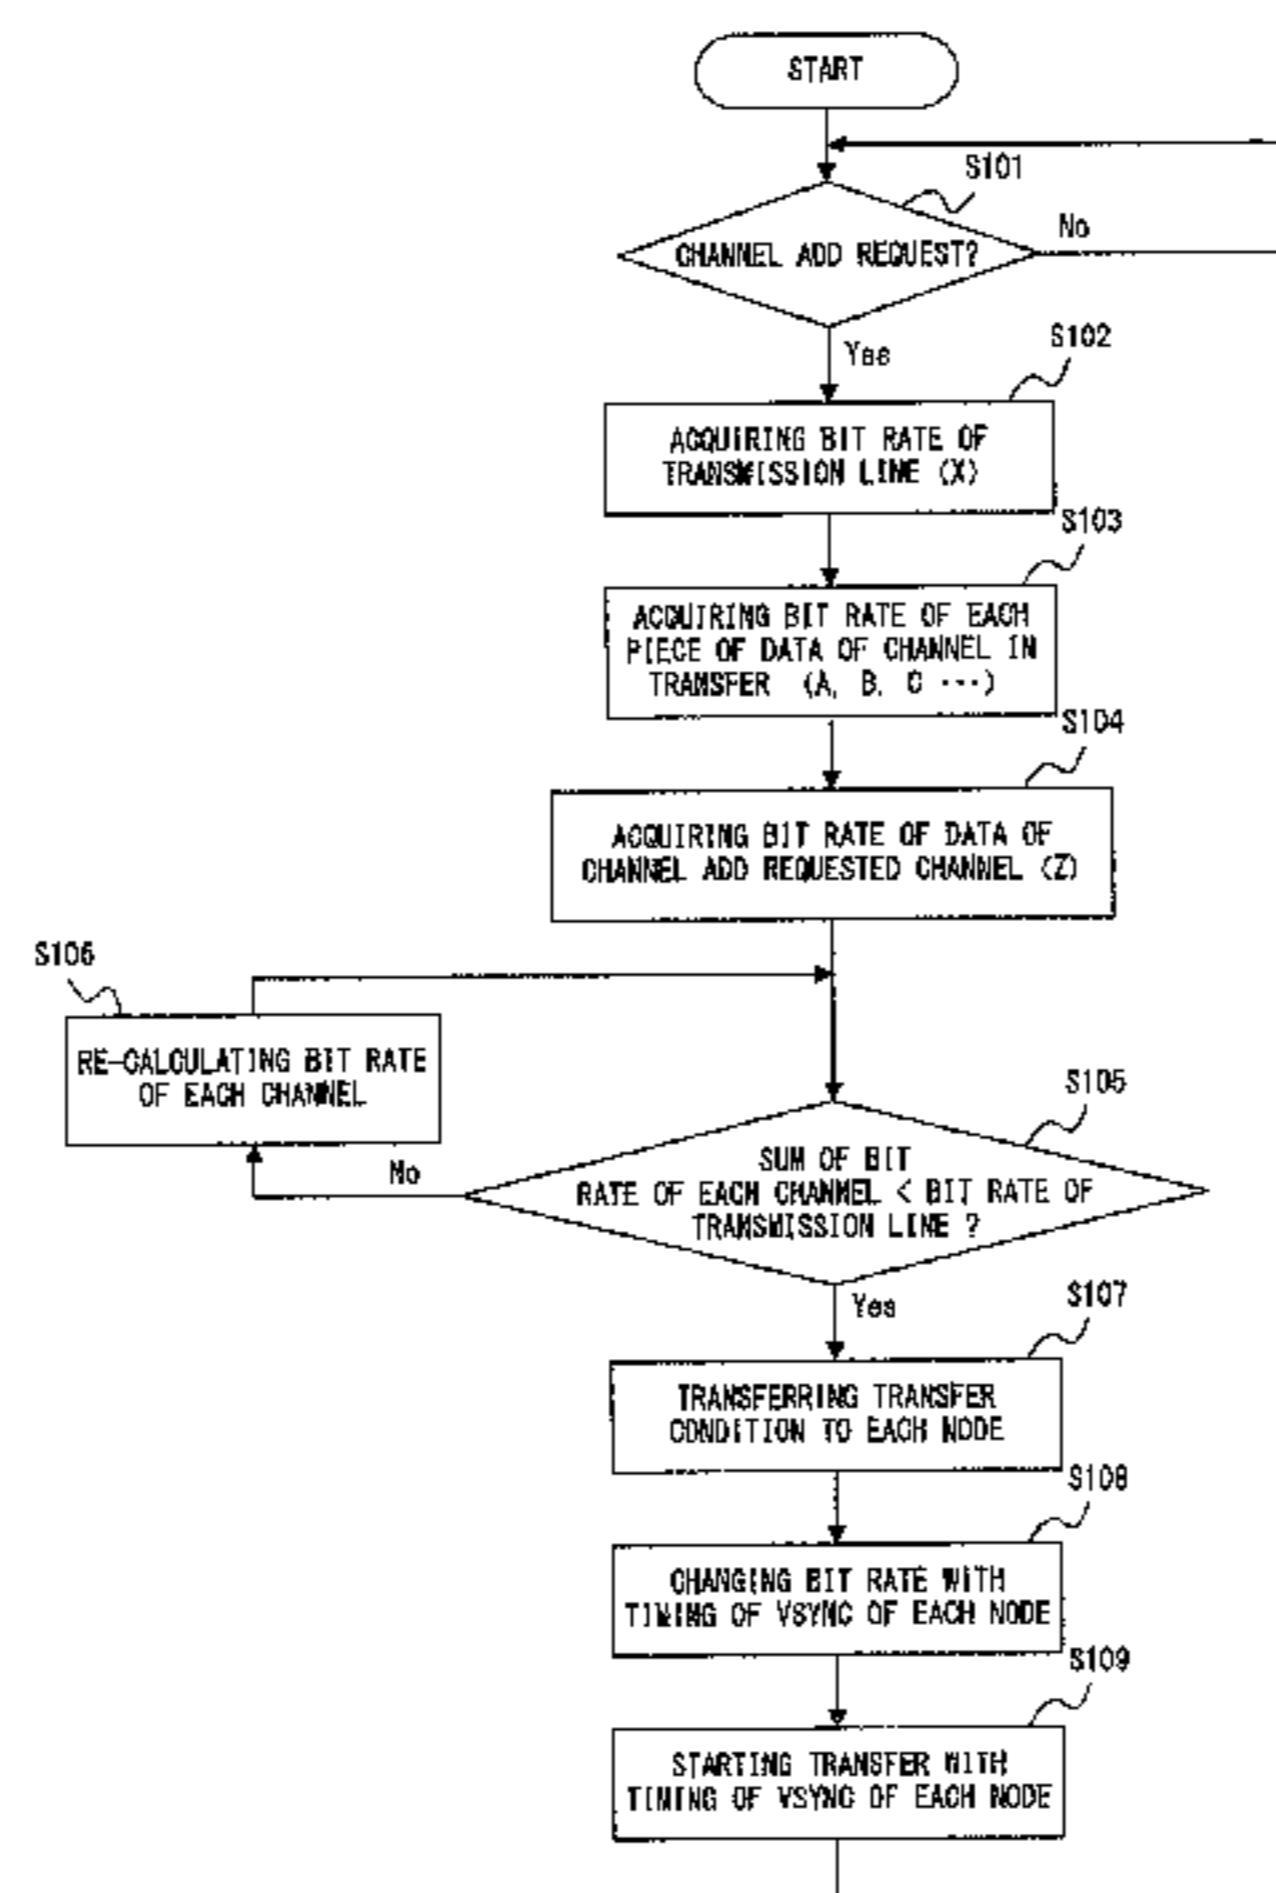 START
S101
CHANNEL ADD REQUEST?
No
Yes
S102
ACQUIRING BIT RATE OF
TRANSMISSION LINE (X)
S103
ACQUIRING BIT RATE OF EACH
PIECE OF DATA OF CHANNEL IN
TRANSFER (A, B, C ···)
S104
ACQUIRING BIT RATE OF DATA OF
CHANNEL ADD REQUESTED CHANNEL (Z)
S106
RE-CALCULATING BIT RATE
OF EACH CHANNEL
S105
No
SUM OF BIT
RATE OF EACH CHANNEL < BIT RATE OF
TRANSMISSION LINE ?
Yes
S107
TRANSFERRING TRANSFER
CONDITION TO EACH NODE
S108
CHANGING BIT RATE WITH
TIMING OF VSYNC OF EACH NODE
S109
STARTING TRANSFER WITH
TIMING OF VSYNC OF EACH NODE